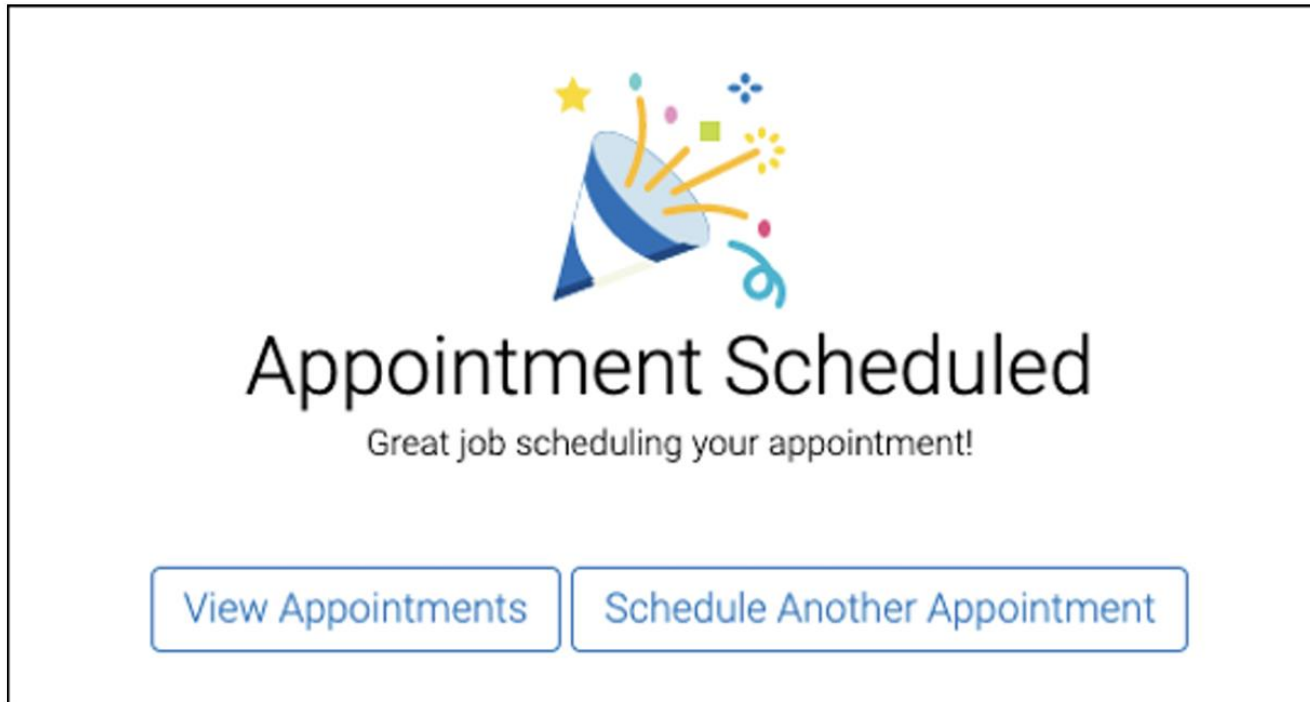 Appointment Scheduled
Great job scheduling your appointment!
View Appointments
Schedule Another Appointment